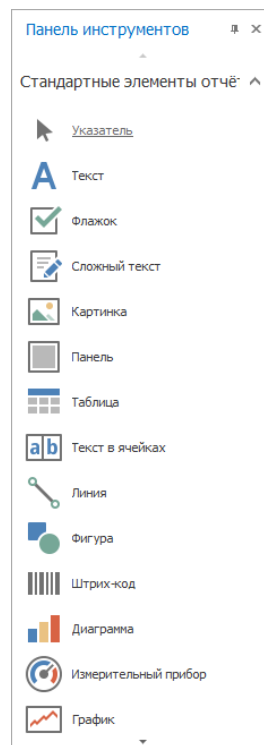 Панель инструментов
Стандартные элементы отчёт
Указатель
Текст
Флажок
Сложный текст
Картинка
Панель
Таблица
a b Текст в ячейках
Линия
Фигура
Штрих-код
Диаграмма
Измерительный прибор
График